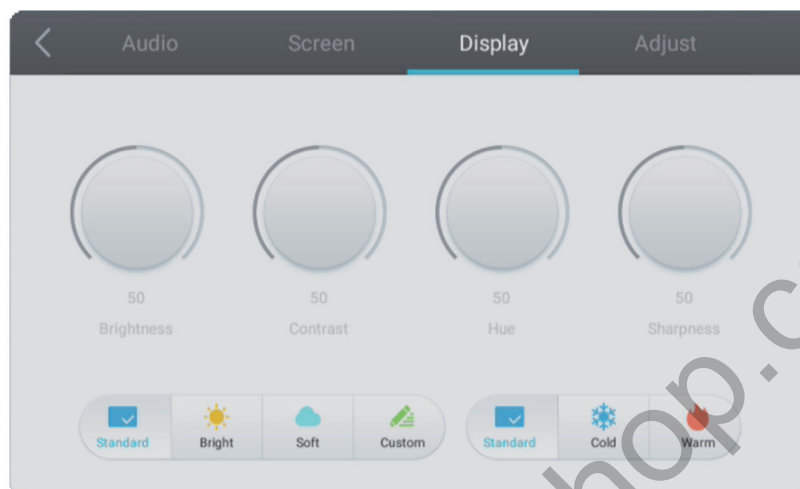 Audio Screen Display Adjust
50 50 50 50
Brightness Contrast Hue Sharpness
Standard Bright Soft Custom Standard Cold Warm
hop.c